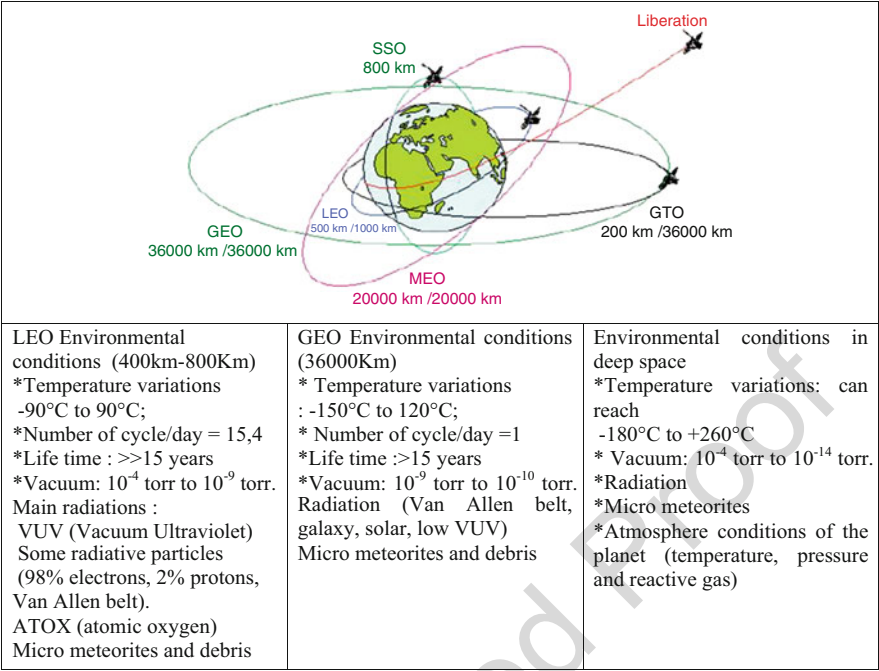 Liberation
SSO
800 km
LEO
500 km /1000 km
GTO
200 km /36000 km
GEO
36000 km /36000 km
MEO
20000 km /20000 km
LEO Environmental
conditions (400km-800Km)
*Temperature variations
-90°C to 90°C;
*Number of cycle/day = 15,4
*Life time : >>15 years
*Vacuum: 10⁻⁴ torr to 10⁻⁹ torr.
Main radiations :
VUV (Vacuum Ultraviolet)
Some radiative particles
(98% electrons, 2% protons,
Van Allen belt).
ATOX (atomic oxygen)
Micro meteorites and debris
GEO Environmental conditions
(36000Km)
* Temperature variations
: -150°C to 120°C;
* Number of cycle/day =1
*Life time :>15 years
*Vacuum: 10⁻⁹ torr to 10⁻¹⁰ torr.
Radiation (Van Allen belt,
galaxy, solar, low VUV)
Micro meteorites and debris
Environmental conditions in
deep space
*Temperature variations: can
reach
-180°C to +260°C
* Vacuum: 10⁻⁴ torr to 10⁻¹⁴ torr.
*Radiation
*Micro meteorites
*Atmosphere conditions of the
planet (temperature, pressure
and reactive gas)
d Proof